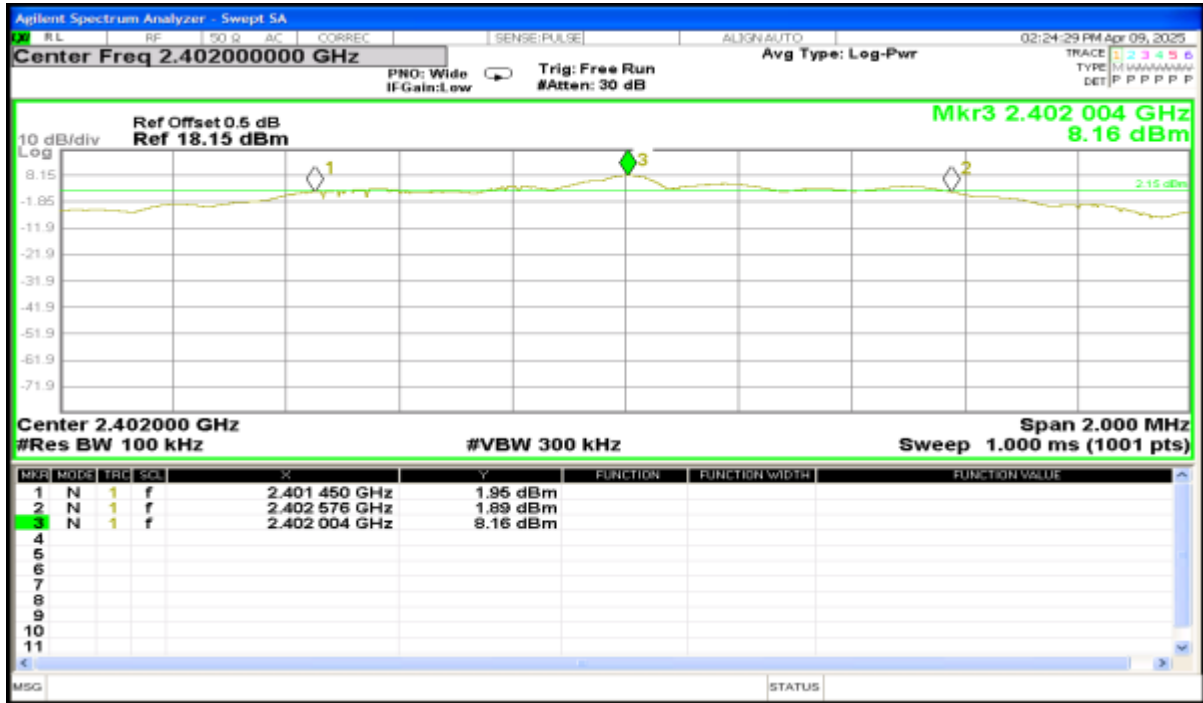 Agilent Spectrum Analyzer - Swept SA
RL RF 50 Ω AC CORREC SENSE:PULSE ALIGN AUTO 02:24:29 PM Apr 09, 2025
Center Freq 2.402000000 GHz Avg Type: Log-Pwr TRACE 1 2 3 4 5 6
PNO: Wide Trig: Free Run TYPE
IFGain:Low #Atten: 30 dB DET P P P P P P
Mkr3 2.402 004 GHz
8.16 dBm
Ref Offset 0.5 dB
10 dB/div Ref 18.15 dBm
Log
1 3 2
8.15
2.15 dBm
-1.85
-11.9
-21.9
-31.9
-41.9
-51.9
-61.9
-71.9
Center 2.402000 GHz Span 2.000 MHz
#Res BW 100 kHz #VBW 300 kHz Sweep 1.000 ms (1001 pts)
MKR MODE TRC SCL X Y FUNCTION FUNCTION WIDTH FUNCTION VALUE
1 N 1 f 2.401 450 GHz 1.95 dBm
2 N 1 f 2.402 576 GHz 1.89 dBm
3 N 1 f 2.402 004 GHz 8.16 dBm
4
5
6
7
8
9
10
11
MSG STATUS